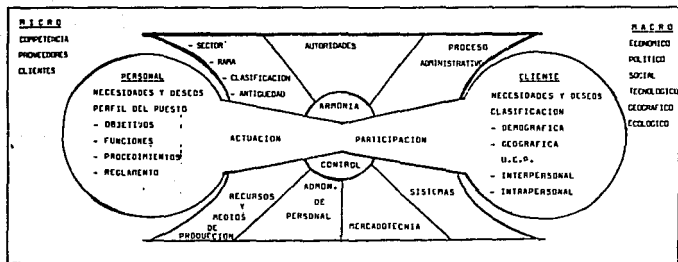 MICRO
COMPETENCIA
PROVEEDORES
CLIENTES
- SECTOR
- RAMA
- CLASIFICACION
- ANTIGUEDAD
AUTORIDADES
PROCESO
ADMINISTRATIVO
MACRO
ECONOMICO
POLITICO
SOCIAL
TECNOLOGICO
GEOGRAFICO
ECOLOGICO
PERSONAL
NECESIDADES Y DESEOS
PERFIL DEL PUESTO
- OBJETIVOS
- FUNCIONES
- PROCEDIMIENTOS
- REGLAMENTO
ARMONIA
ACTUACION
PARTICIPACION
CONTROL
CLIENTE
NECESIDADES Y DESEOS
CLASIFICACION
- DEMOGRAFICA
- GEOGRAFICA
U.E.P.
- INTERPERSONAL
- INTRAPERSONAL
RECURSOS
Y
MEDIOS
DE
PRODUCCION
ADMON.
DE
PERSONAL
MERCADOTECNIA
SISTEMAS